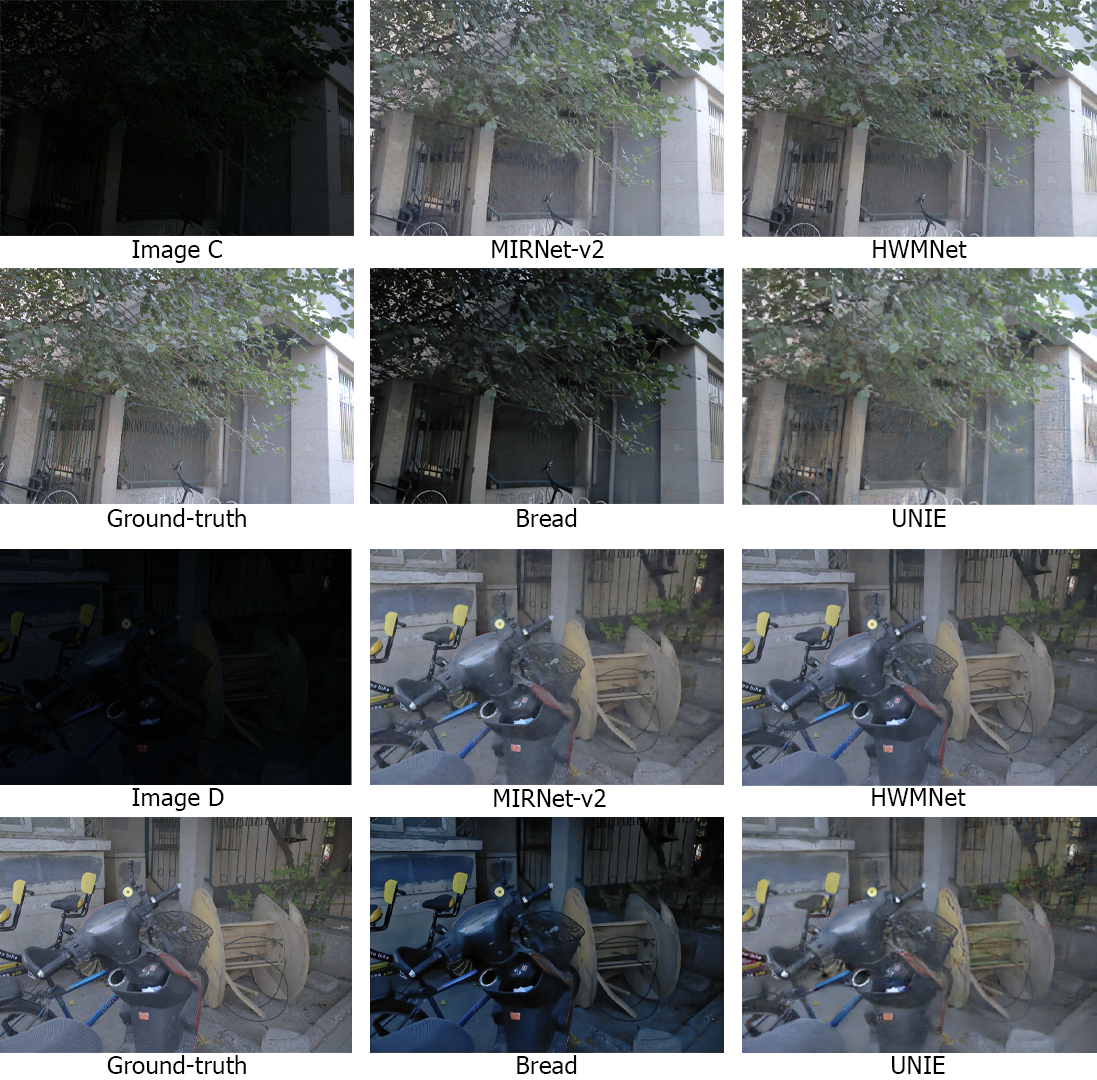 Image C
MIRNet-v2
HWMNet
Ground-truth
Bread
UNIE
Image D
MIRNet-v2
HWMNet
Ground-truth
Bread
UNIE